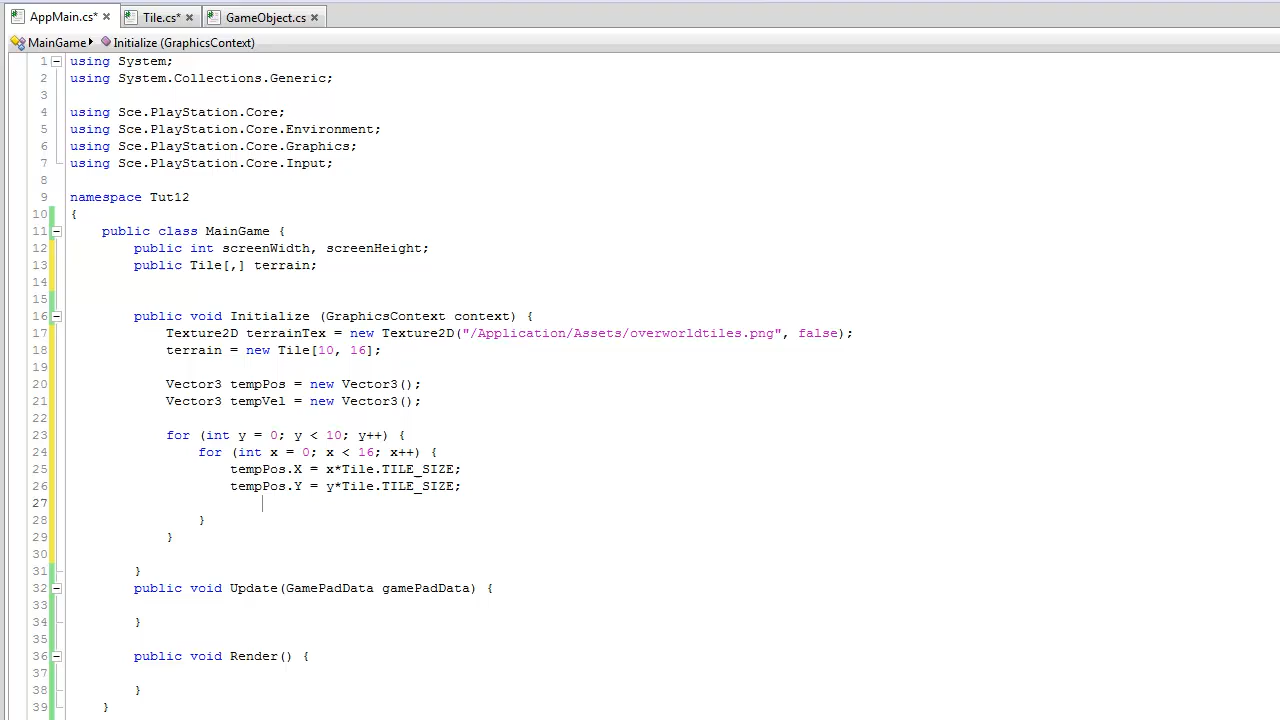 AppMain.cs* × Tile.cs* × GameObject.cs ×
MainGame Initialize (GraphicsContext)
1 using System;
2 using System.Collections.Generic;
3
4 using Sce.PlayStation.Core;
5 using Sce.PlayStation.Core.Environment;
6 using Sce.PlayStation.Core.Graphics;
7 using Sce.PlayStation.Core.Input;
8
9 namespace Tut12
10 {
11 public class MainGame {
12 public int screenWidth, screenHeight;
13 public Tile[,] terrain;
14
15
16 public void Initialize (GraphicsContext context) {
17 Texture2D terrainTex = new Texture2D("/Application/Assets/overworldtiles.png", false);
18 terrain = new Tile[10, 16];
19
20 Vector3 tempPos = new Vector3();
21 Vector3 tempVel = new Vector3();
22
23 for (int y = 0; y < 10; y++) {
24 for (int x = 0; x < 16; x++) {
25 tempPos.X = x*Tile.TILE_SIZE;
26 tempPos.Y = y*Tile.TILE_SIZE;
27
28 }
29 }
30
31 }
32 public void Update(GamePadData gamePadData) {
33
34 }
35
36 public void Render() {
37
38 }
39 }